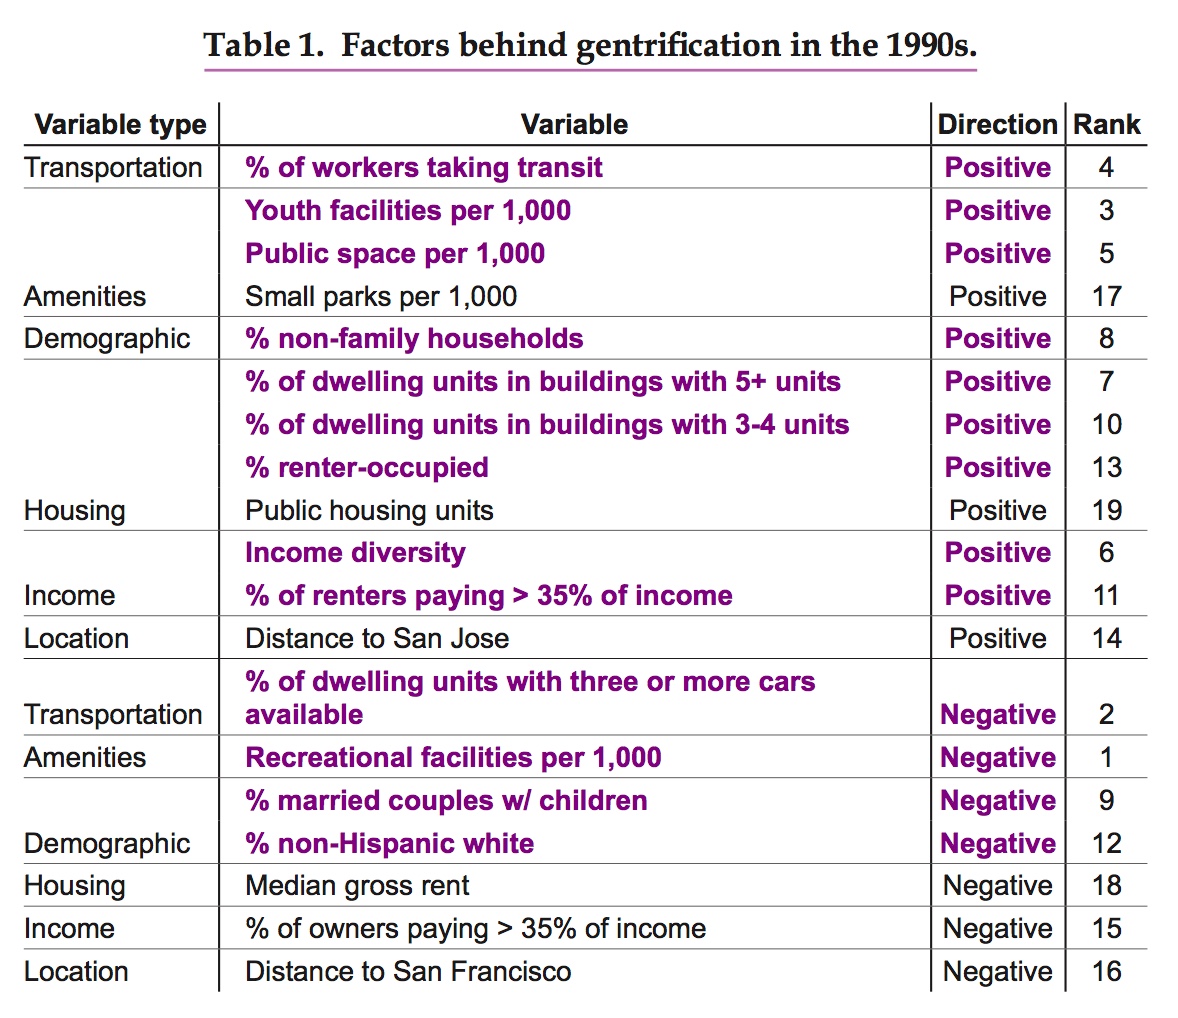 Table 1. Factors behind gentrification in the 1990s.
Variable type Variable Direction Rank
Transportation % of workers taking transit Positive 4
Youth facilities per 1,000 Positive 3
Public space per 1,000 Positive 5
Amenities Small parks per 1,000 Positive 17
Demographic % non-family households Positive 8
% of dwelling units in buildings with 5+ units Positive 7
% of dwelling units in buildings with 3-4 units Positive 10
% renter-occupied Positive 13
Housing Public housing units Positive 19
Income diversity Positive 6
Income % of renters paying > 35% of income Positive 11
Location Distance to San Jose Positive 14
% of dwelling units with three or more cars
Transportation available Negative 2
Amenities Recreational facilities per 1,000 Negative 1
% married couples w/ children Negative 9
Demographic % non-Hispanic white Negative 12
Housing Median gross rent Negative 18
Income % of owners paying > 35% of income Negative 15
Location Distance to San Francisco Negative 16